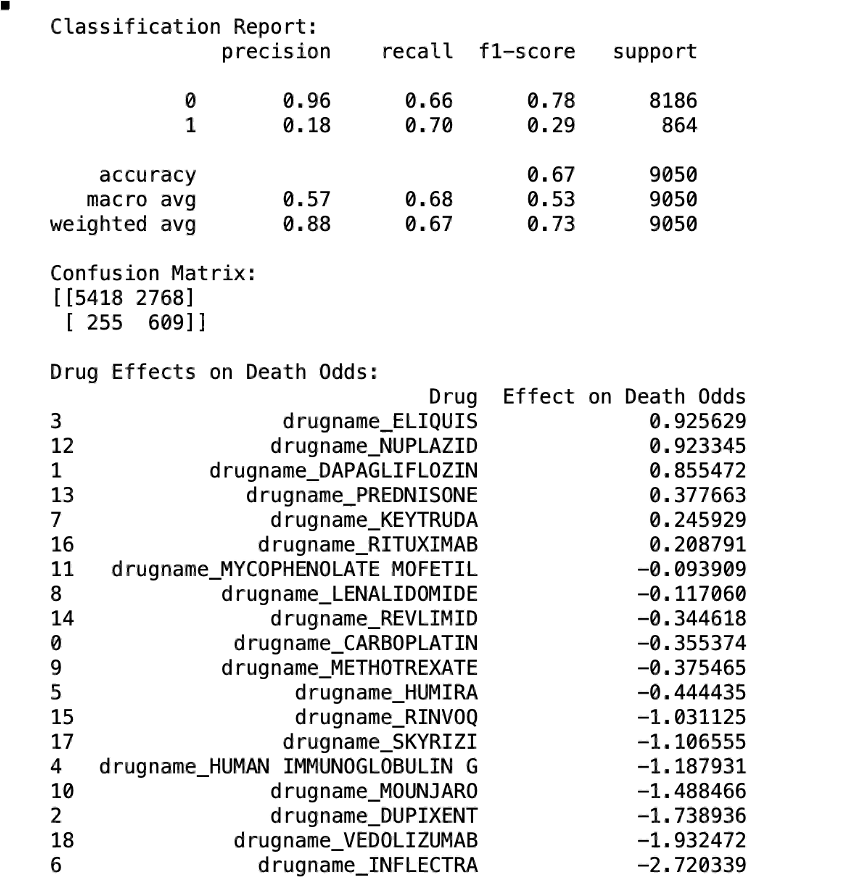 Classification Report:
              precision    recall  f1-score   support

           0       0.96      0.66      0.78      8186
           1       0.18      0.70      0.29       864

    accuracy                           0.67      9050
   macro avg       0.57      0.68      0.53      9050
weighted avg       0.88      0.67      0.73      9050

Confusion Matrix:
[[5418 2768]
 [ 255  609]]

Drug Effects on Death Odds:
                               Drug  Effect on Death Odds
3                  drugname_ELIQUIS              0.925629
12                drugname_NUPLAZID              0.923345
1            drugname_DAPAGLIFLOZIN              0.855472
13              drugname_PREDNISONE              0.377663
7                 drugname_KEYTRUDA              0.245929
16               drugname_RITUXIMAB              0.208791
11   drugname_MYCOPHENOLATE MOFETIL             -0.093909
8             drugname_LENALIDOMIDE             -0.117060
14                drugname_REVLIMID             -0.344618
0              drugname_CARBOPLATIN             -0.355374
9             drugname_METHOTREXATE             -0.375465
5                   drugname_HUMIRA             -0.444435
15                  drugname_RINVOQ             -1.031125
17                 drugname_SKYRIZI             -1.106555
4   drugname_HUMAN IMMUNOGLOBULIN G             -1.187931
10                drugname_MOUNJARO             -1.488466
2                 drugname_DUPIXENT             -1.738936
18             drugname_VEDOLIZUMAB             -1.932472
6                drugname_INFLECTRA             -2.720339